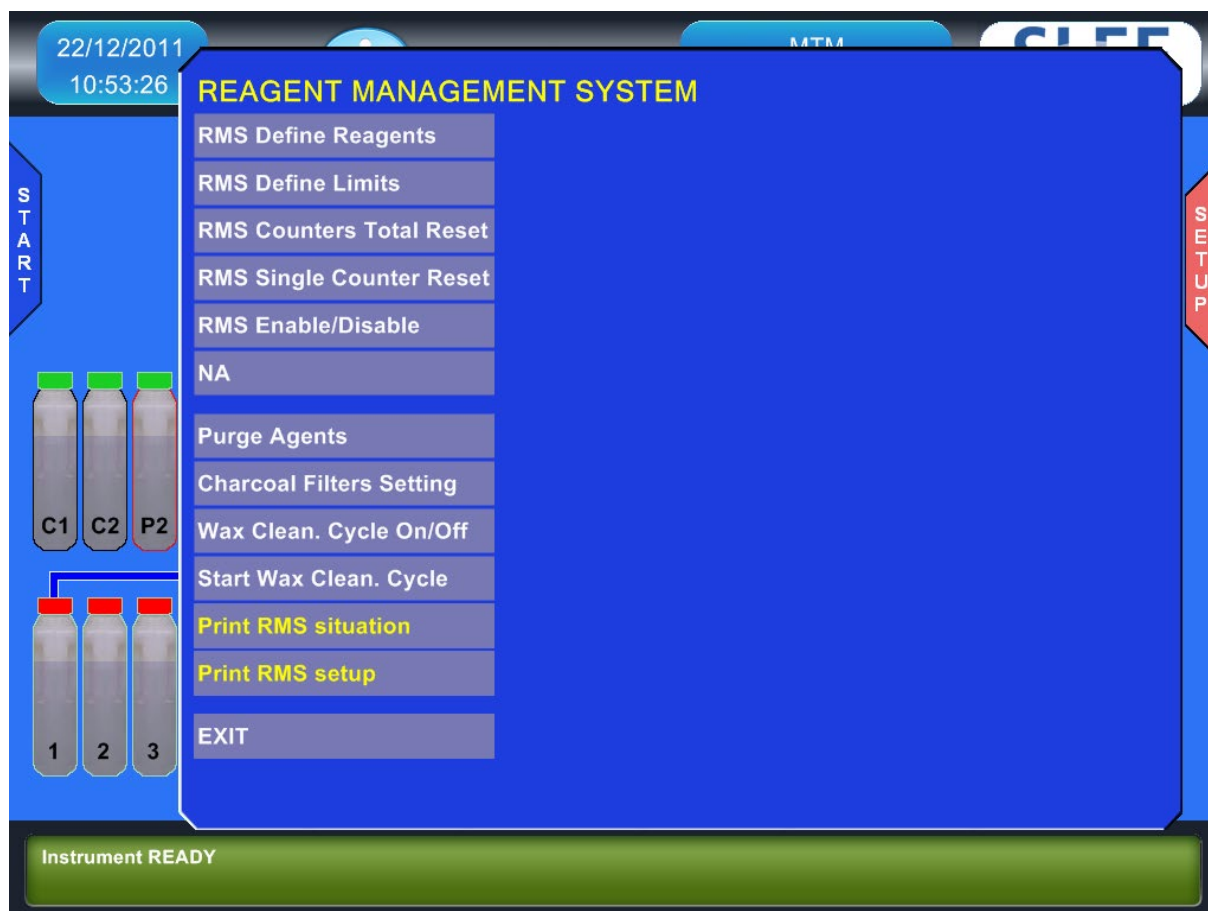 22/12/2011
10:53:26
MTM
REAGENT MANAGEMENT SYSTEM
RMS Define Reagents
RMS Define Limits
RMS Counters Total Reset
RMS Single Counter Reset
RMS Enable/Disable
NA
Purge Agents
Charcoal Filters Setting
Wax Clean. Cycle On/Off
Start Wax Clean. Cycle
Print RMS situation
Print RMS setup
EXIT
START
SETUP
C1 C2 P2
1 2 3
Instrument READY